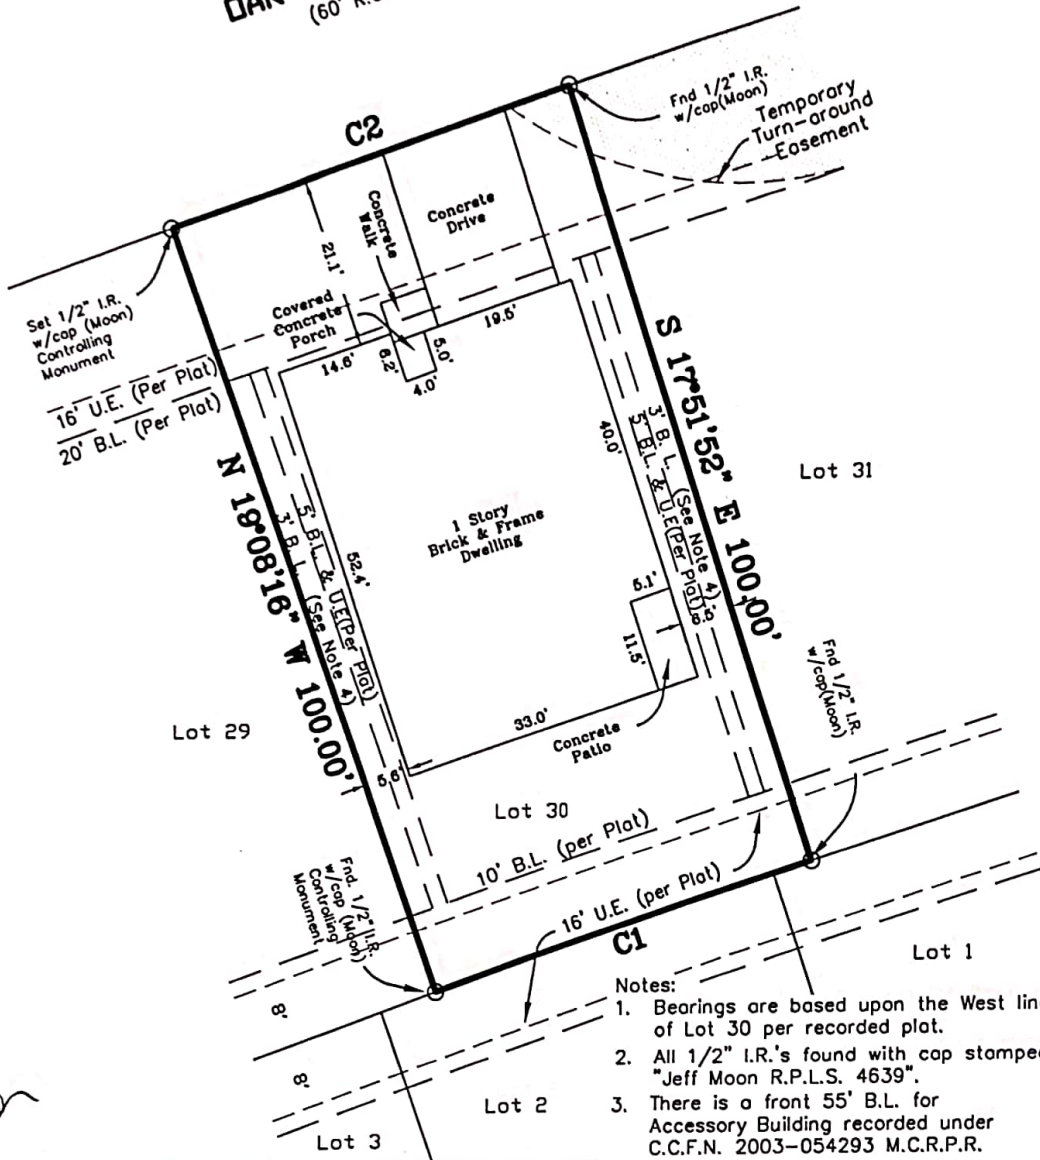 C2
Fnd 1/2" I.R.
w/cap(Moon)
Temporary
Turn-around
Easement
Concrete
Walk
Concrete
Drive
21.1'
Set 1/2" I.R.
w/cap (Moon)
Controlling
Monument
Covered
Concrete
Porch
19.5'
14.6'
6.2'
5.0'
4.0'
16' U.E. (Per Plat)
20' B.L. (Per Plat)
S 17°51'52" E 100.00'
N 19°08'16" W 100.00'
40.0'
3' B. L. (See Note 4)
5' B.L. & U.E(Per Plat)
Lot 31
1 Story
Brick & Frame
Dwelling
5' B.L. & U.E(Per Plat)
3' B. L. (See Note 4)
52.4'
11.5'
Fnd 1/2" I.R.
w/cap(Moon)
Lot 29
33.0'
Concrete
Patio
5.6'
Lot 30
10' B.L. (per Plat)
16' U.E. (per Plat)
C1
Fnd. 1/2" I.R.
w/cap (Moon)
Controlling
Monument
Lot 1
8'
8'
Lot 2
Lot 3
Notes:
1. Bearings are based upon the West lin
of Lot 30 per recorded plat.
2. All 1/2" I.R.'s found with cap stampe
"Jeff Moon R.P.L.S. 4639".
3. There is a front 55' B.L. for
Accessory Building recorded under
C.C.F.N. 2003-054293 M.C.R.P.R.